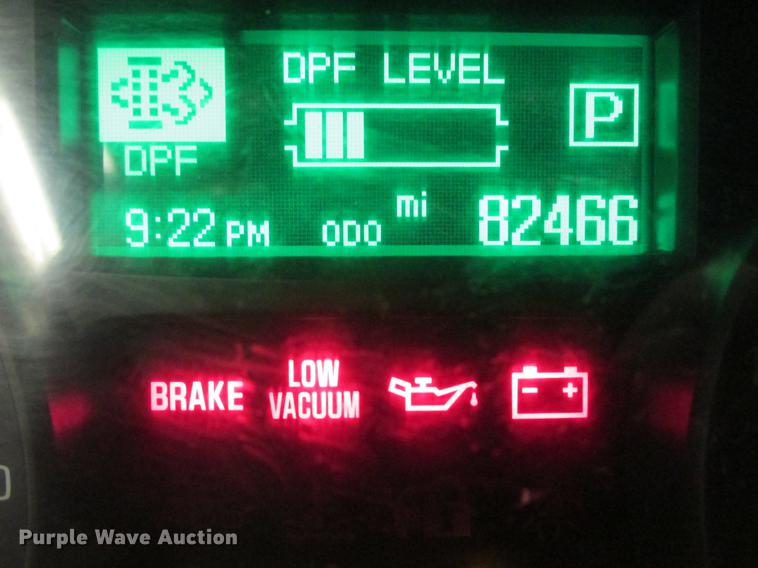 DPF LEVEL
P
DPF
9:22 PM ODO mi 82466
BRAKE
LOW
VACUUM
- +
Purple Wave Auction